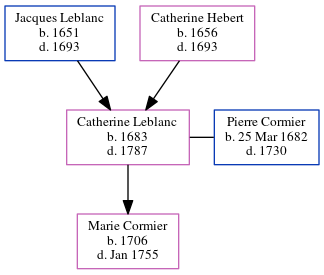 Jacques Leblanc
b. 1651
d. 1693
Catherine Hebert
b. 1656
d. 1693
Catherine Leblanc
b. 1683
d. 1787
Pierre Cormier
b. 25 Mar 1682
d. 1730
Marie Cormier
b. 1706
d. Jan 1755